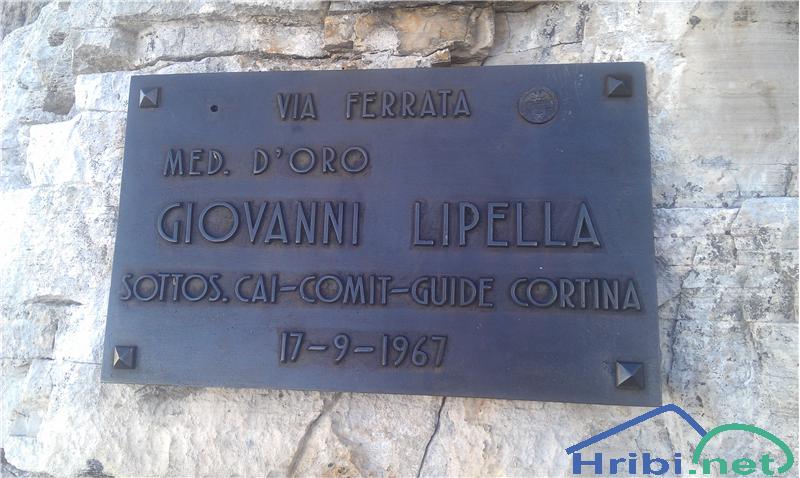 VIA FERRATA
MED. D'ORO
GIOVANNI LIPELLA
SOTTOS. CAI-COMIT-GUIDE CORTINA
17-9-1967
Hribi.net